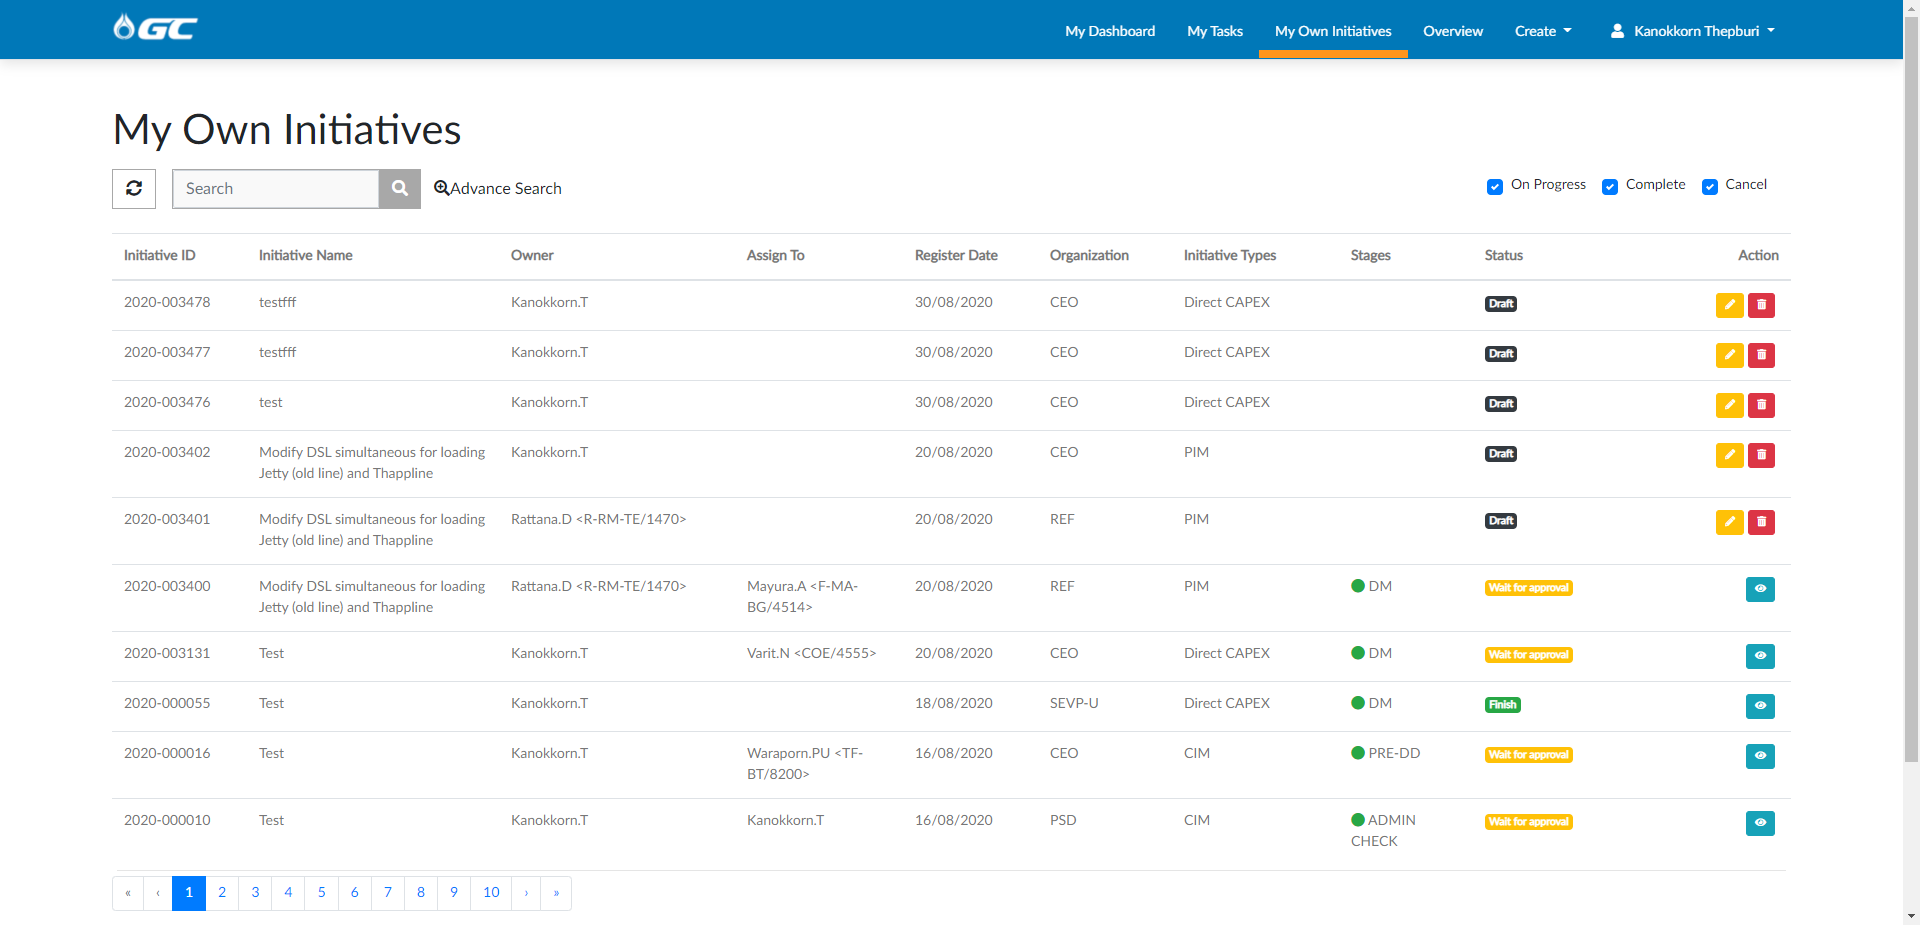 GC
My Dashboard My Tasks My Own Initiatives Overview Create Kanokkorn Thepburi
My Own Initiatives
Search Advance Search On Progress Complete Cancel
Initiative ID Initiative Name Owner Assign To Register Date Organization Initiative Types Stages Status Action
2020-003478 testfff Kanokkorn.T 30/08/2020 CEO Direct CAPEX Draft
2020-003477 testfff Kanokkorn.T 30/08/2020 CEO Direct CAPEX Draft
2020-003476 test Kanokkorn.T 30/08/2020 CEO Direct CAPEX Draft
2020-003402 Modify DSL simultaneous for loading Kanokkorn.T 20/08/2020 CEO PIM Draft
Jetty (old line) and Thappline
2020-003401 Modify DSL simultaneous for loading Rattana.D <R-RM-TE/1470> 20/08/2020 REF PIM Draft
Jetty (old line) and Thappline
2020-003400 Modify DSL simultaneous for loading Rattana.D <R-RM-TE/1470> Mayura.A <F-MA- 20/08/2020 REF PIM DM Wait for approval
Jetty (old line) and Thappline BG/4514>
2020-003131 Test Kanokkorn.T Varit.N <COE/4555> 20/08/2020 CEO Direct CAPEX DM Wait for approval
2020-000055 Test Kanokkorn.T 18/08/2020 SEVP-U Direct CAPEX DM Finish
2020-000016 Test Kanokkorn.T Waraporn.PU <TF- 16/08/2020 CEO CIM PRE-DD Wait for approval
BT/8200>
2020-000010 Test Kanokkorn.T Kanokkorn.T 16/08/2020 PSD CIM ADMIN Wait for approval
CHECK
« ‹ 1 2 3 4 5 6 7 8 9 10 › »